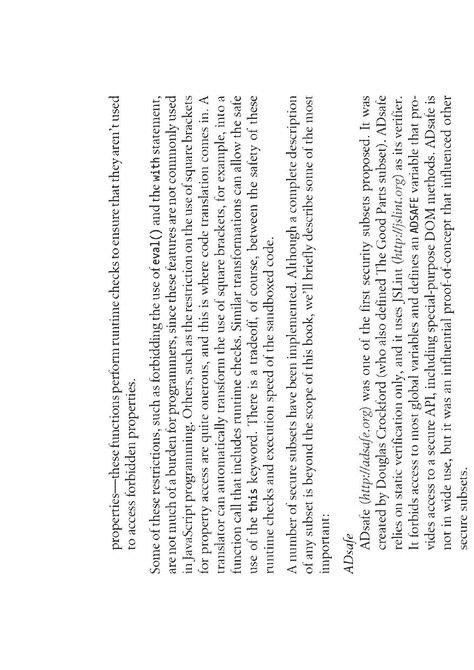 properties—these functions perform runtime checks to ensure that they aren't used
to access forbidden properties.
Some of these restrictions, such as forbidding the use of eval() and the with statement,
are not much of a burden for programmers, since these features are not commonly used
in JavaScript programming. Others, such as the restriction on the use of square brackets
for property access are quite onerous, and this is where code translation comes in. A
translator can automatically transform the use of square brackets, for example, into a
function call that includes runtime checks. Similar transformations can allow the safe
use of the this keyword. There is a tradeoff, of course, between the safety of these
runtime checks and execution speed of the sandboxed code.
A number of secure subsets have been implemented. Although a complete description
of any subset is beyond the scope of this book, we'll briefly describe some of the most
important:
ADsafe
ADsafe (http://adsafe.org) was one of the first security subsets proposed. It was
created by Douglas Crockford (who also defined The Good Parts subset). ADsafe
relies on static verification only, and it uses JSLint (http://jslint.org) as its verifier.
It forbids access to most global variables and defines an ADSAFE variable that pro-
vides access to a secure API, including special-purpose DOM methods. ADsafe is
not in wide use, but it was an influential proof-of-concept that influenced other
secure subsets.